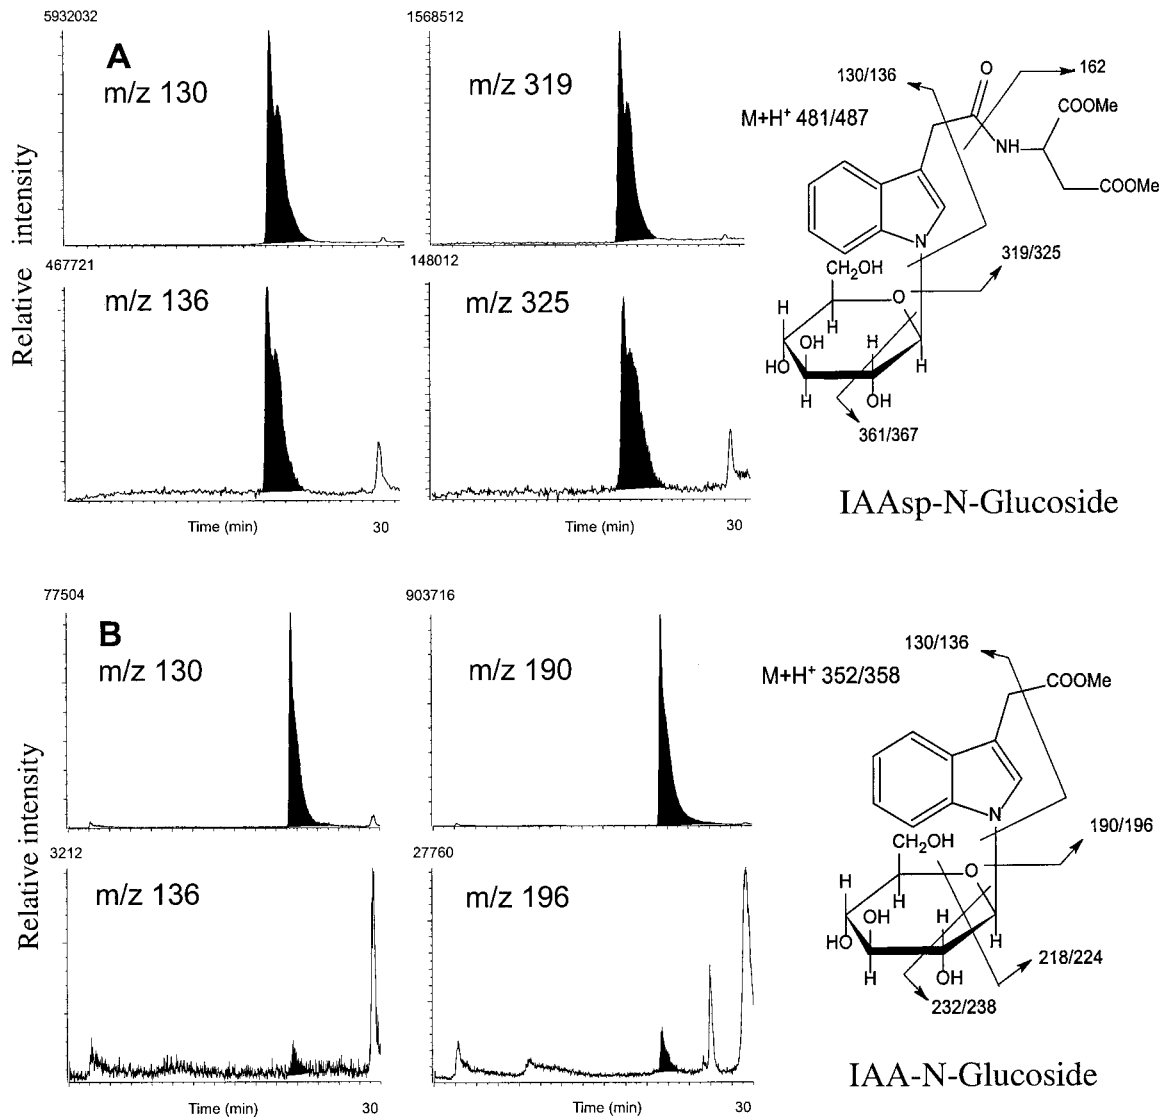 5932032
A
m/z 130
1568512
m/z 319
467721
m/z 136
Time (min)
30
148012
m/z 325
Time (min)
30
Relative intensity
130/136
O
162
M+H⁺ 481/487
COOMe
NH
COOMe
N
CH₂OH
319/325
O
H
H
OH
H
HO
H
H
OH
361/367
IAAsp-N-Glucoside
77504
B
m/z 130
903716
m/z 190
3212
m/z 136
Time (min)
30
27760
m/z 196
Time (min)
30
Relative intensity
130/136
M+H⁺ 352/358
COOMe
N
CH₂OH
190/196
O
H
H
OH
H
HO
H
H
OH
218/224
232/238
IAA-N-Glucoside